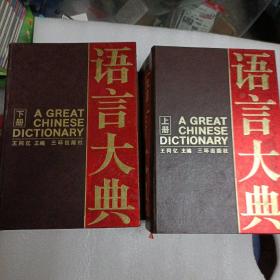 语言大典
下册
A GREAT
CHINESE
DICTIONARY
王同亿 主编 三环出版社
语言大典
上册
A GREAT
CHINESE
DICTIONARY
王同亿 主编 三环出版社